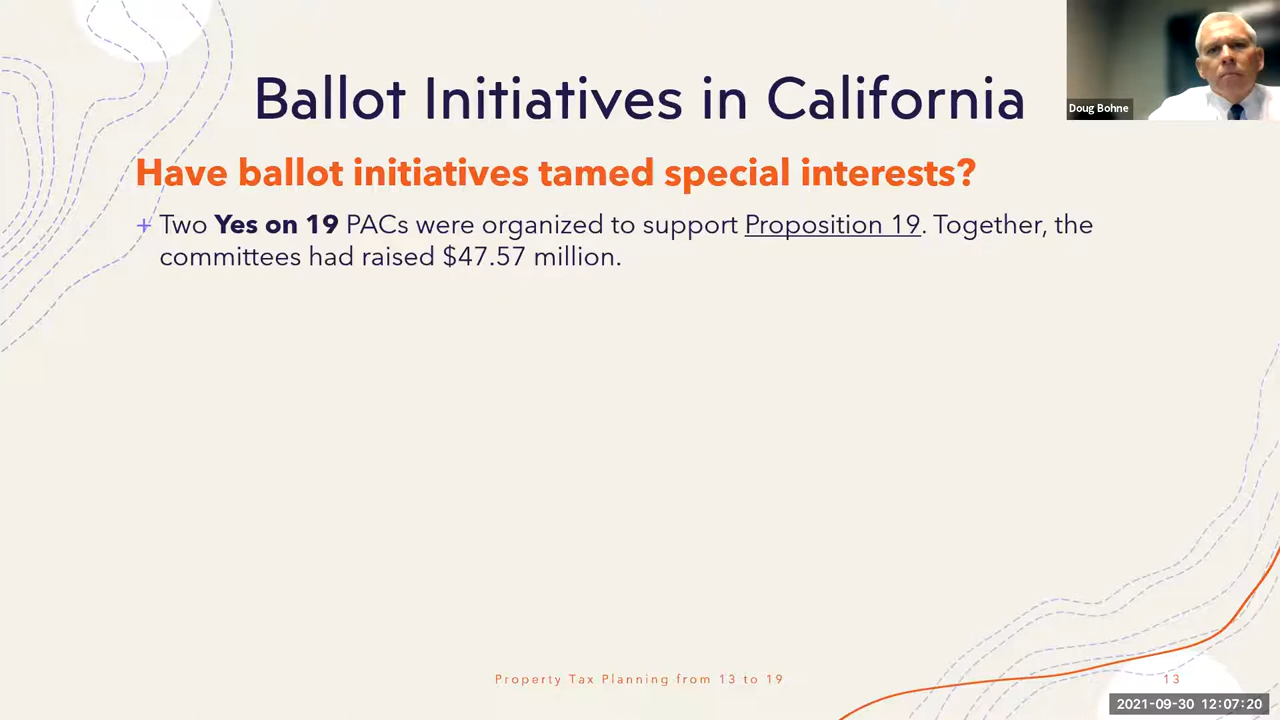 Ballot Initiatives in California
Doug Bohne
Have ballot initiatives tamed special interests?
+ Two Yes on 19 PACs were organized to support Proposition 19. Together, the
committees had raised $47.57 million.
Property Tax Planning from 13 to 19
13
2021-09-30 12:07:20